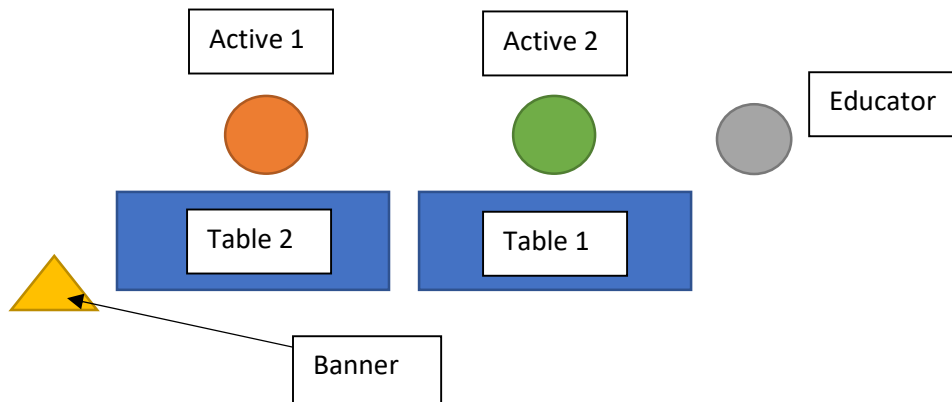 Active 1
Active 2
Educator
Table 2
Table 1
Banner